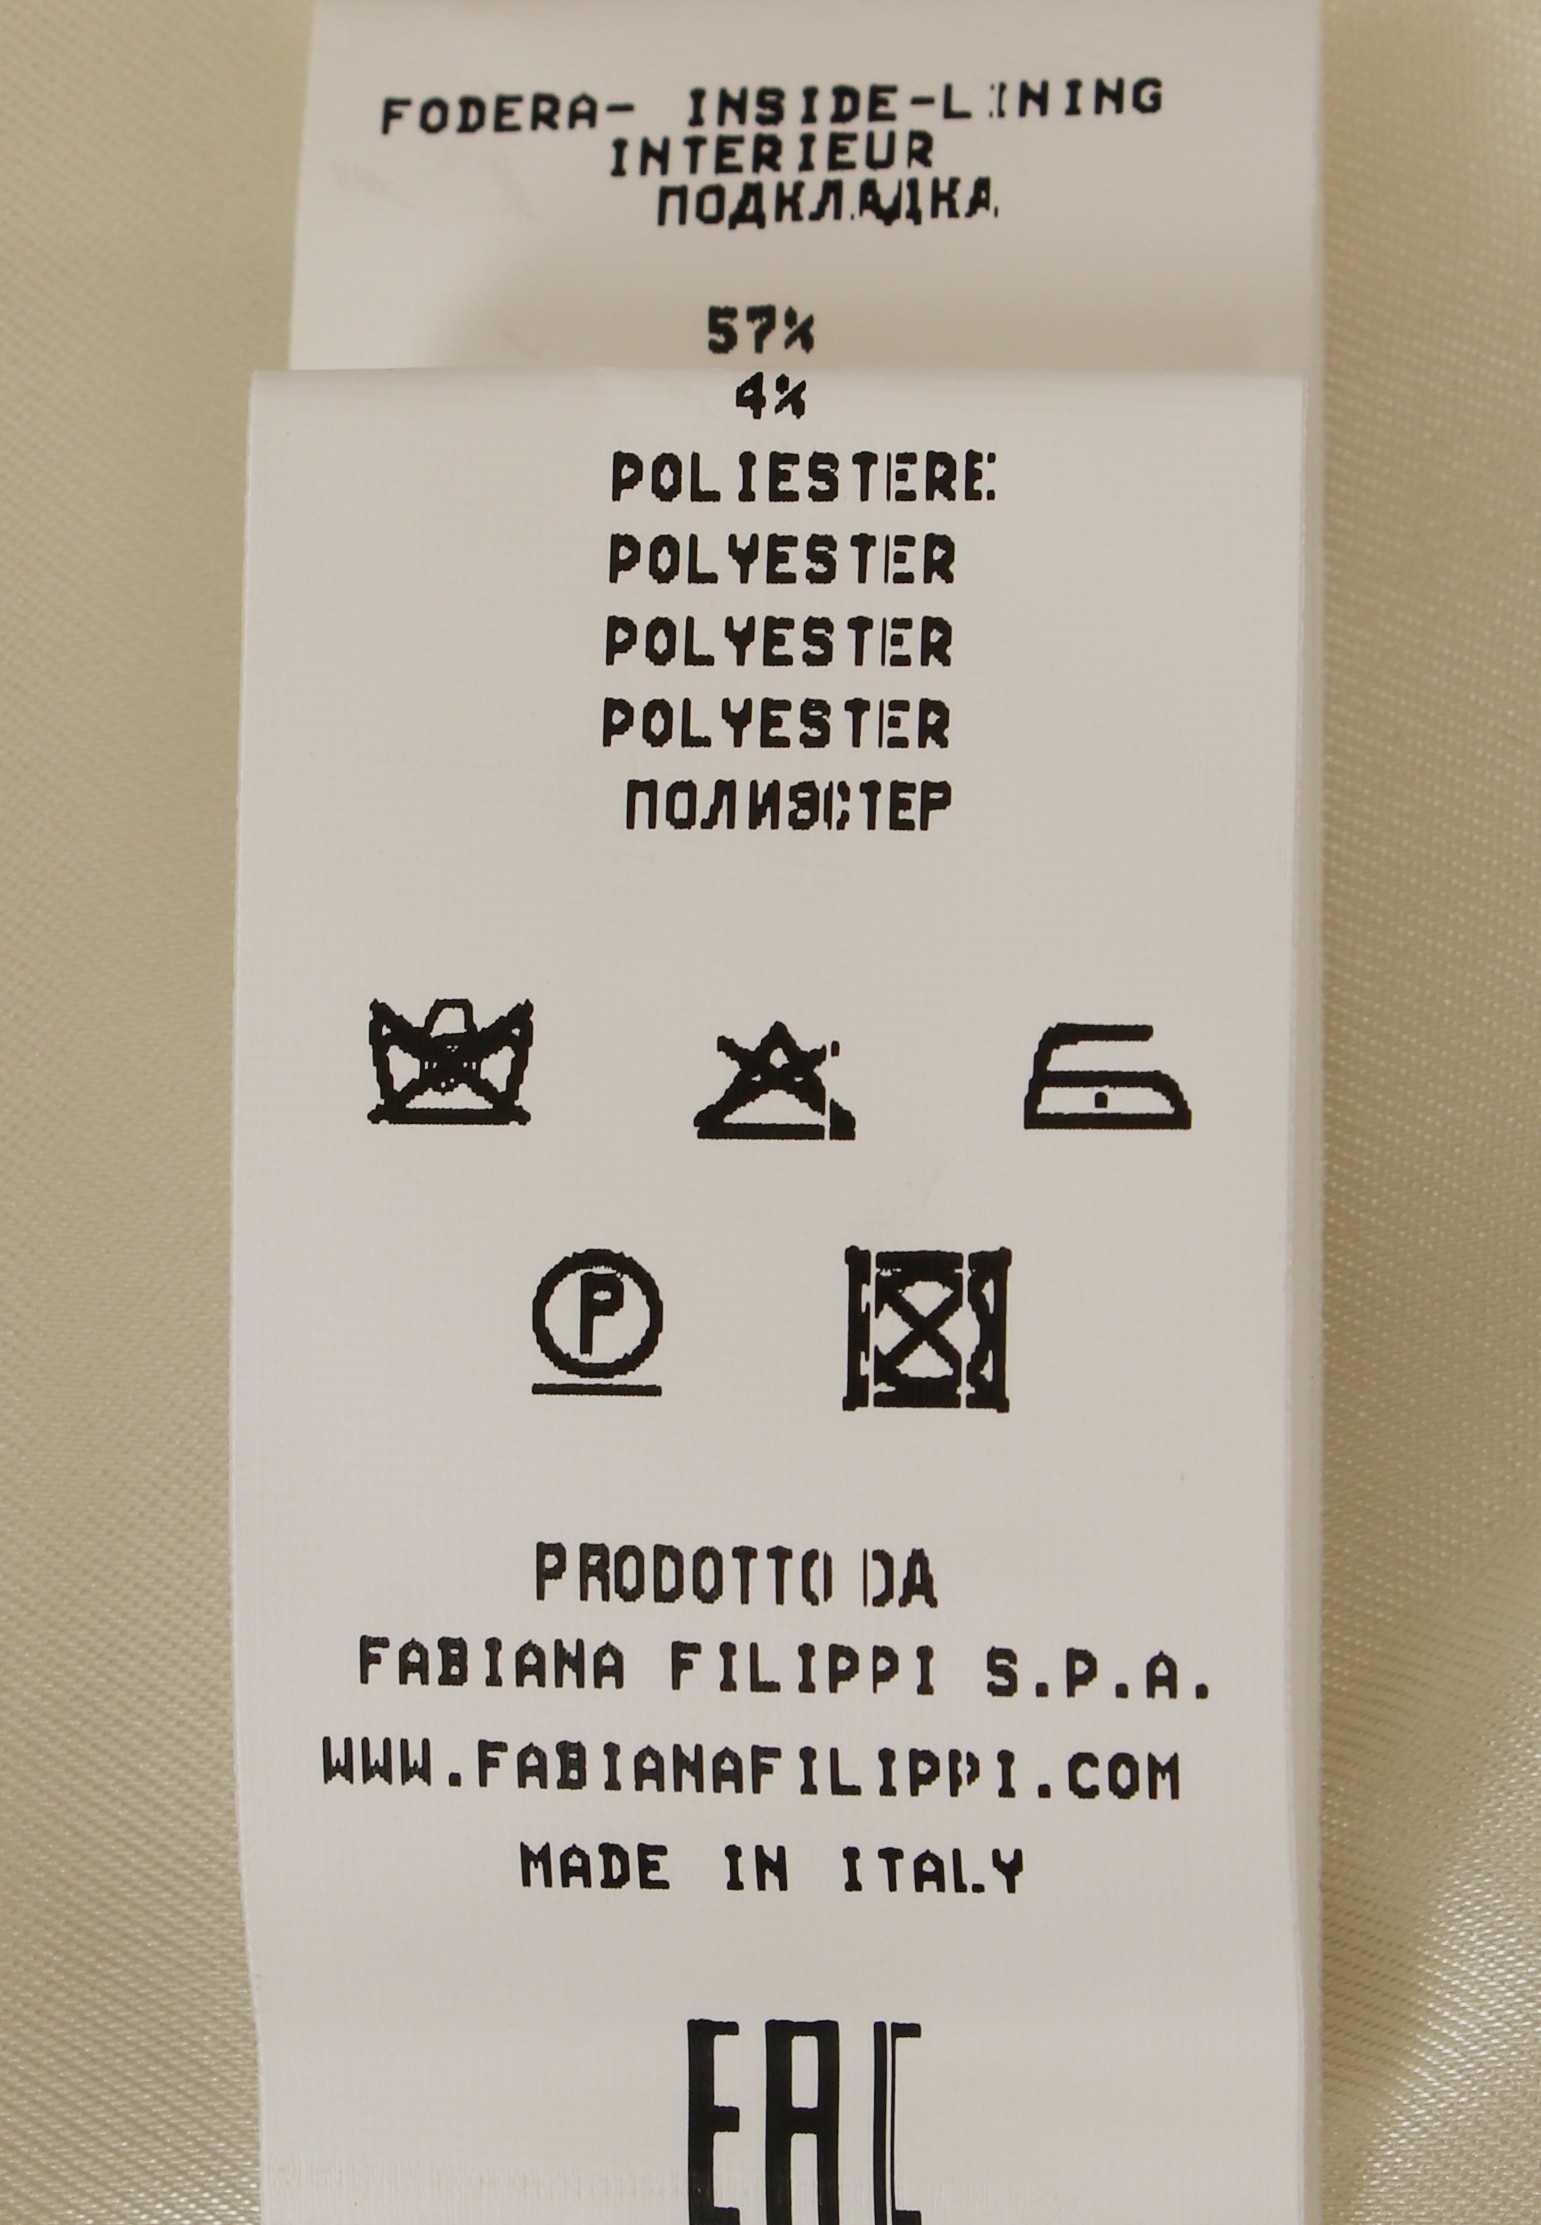 FODERA- INSIDE-LINING
INTERIEUR
ПОДКЛАДКА
57%
4%
POLIESTERE
POLYESTER
POLYESTER
POLYESTER
ПОЛИЭСТЕР
P
PRODOTTO DA
FABIANA FILIPPI S.P.A.
WWW.FABIANAFILIPPI.COM
MADE IN ITALY
EAC